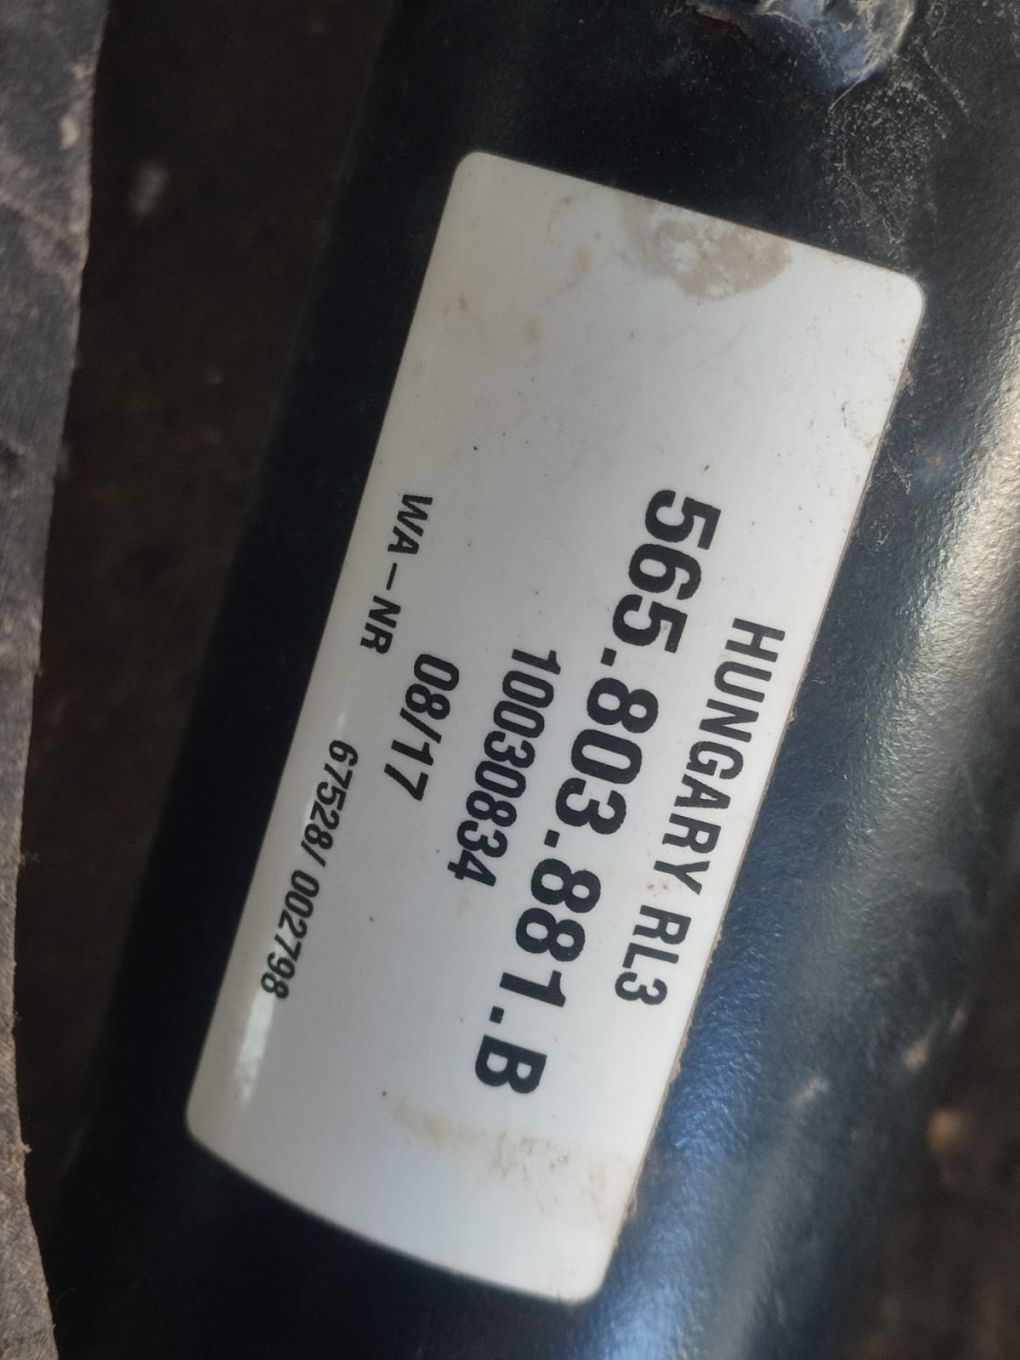 HUNGARY RL3
565.803.881.B
10030834
08/17
WA-NR
67528/002798